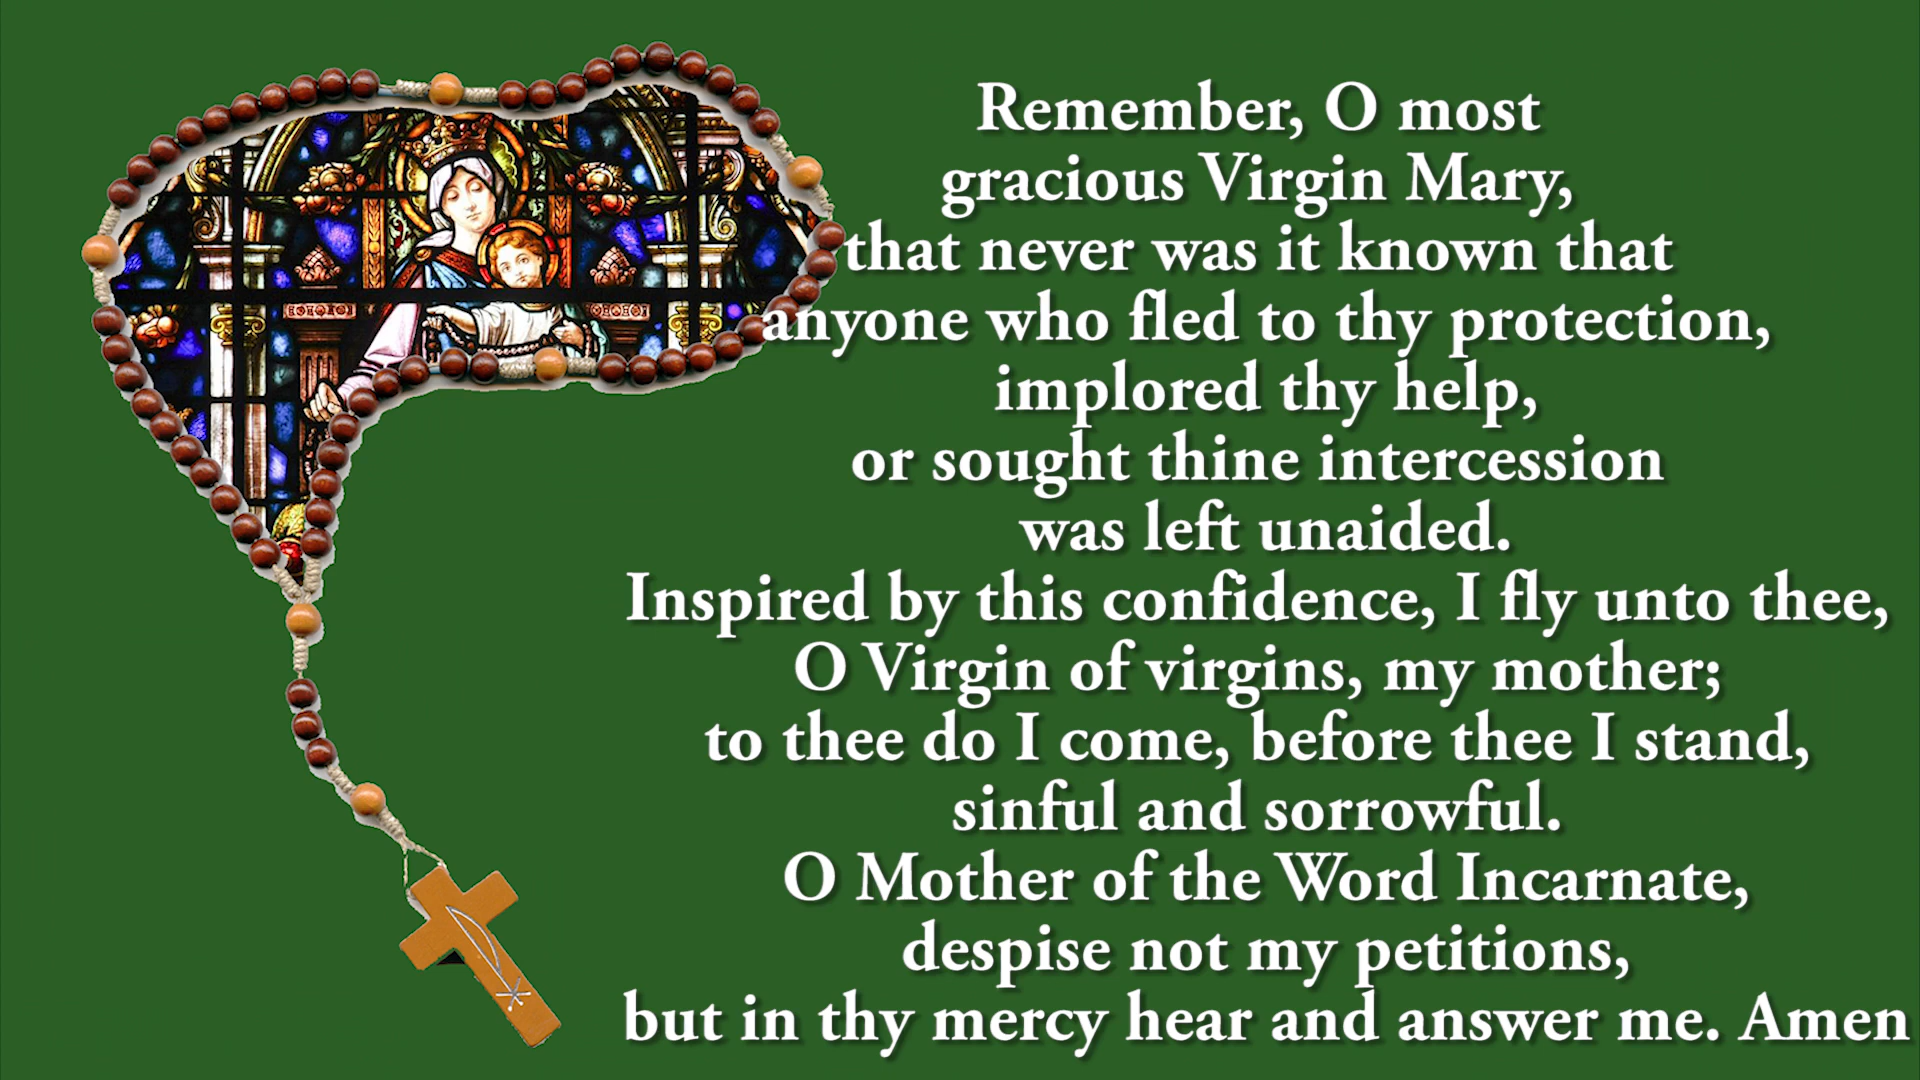 Remember, O most
gracious Virgin Mary,
that never was it known that
anyone who fled to thy protection,
implored thy help,
or sought thine intercession
was left unaided.
Inspired by this confidence, I fly unto thee,
O Virgin of virgins, my mother;
to thee do I come, before thee I stand,
sinful and sorrowful.
O Mother of the Word Incarnate,
despise not my petitions,
but in thy mercy hear and answer me. Amen